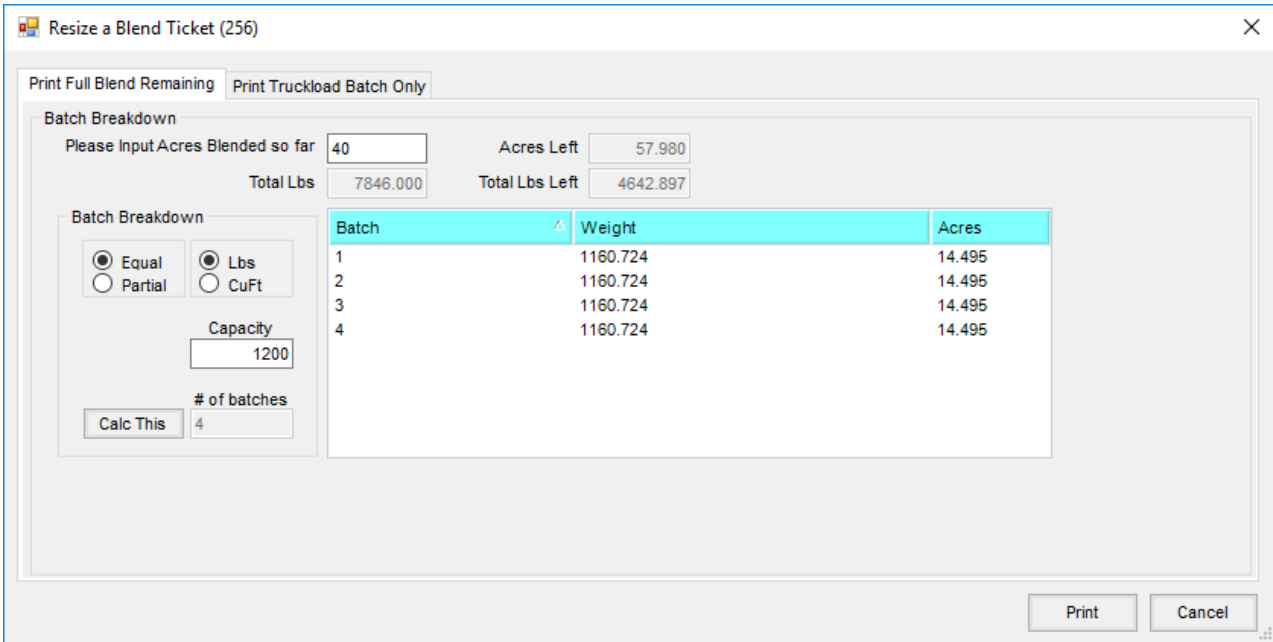 Resize a Blend Ticket (256)
Print Full Blend Remaining Print Truckload Batch Only
Batch Breakdown
Please Input Acres Blended so far 40 Acres Left 57.980
Total Lbs 7846.000 Total Lbs Left 4642.897
Batch Breakdown
Equal Lbs
Partial CuFt
Capacity
1200
# of batches
Calc This 4
Batch Weight Acres
1 1160.724 14.495
2 1160.724 14.495
3 1160.724 14.495
4 1160.724 14.495
Print Cancel